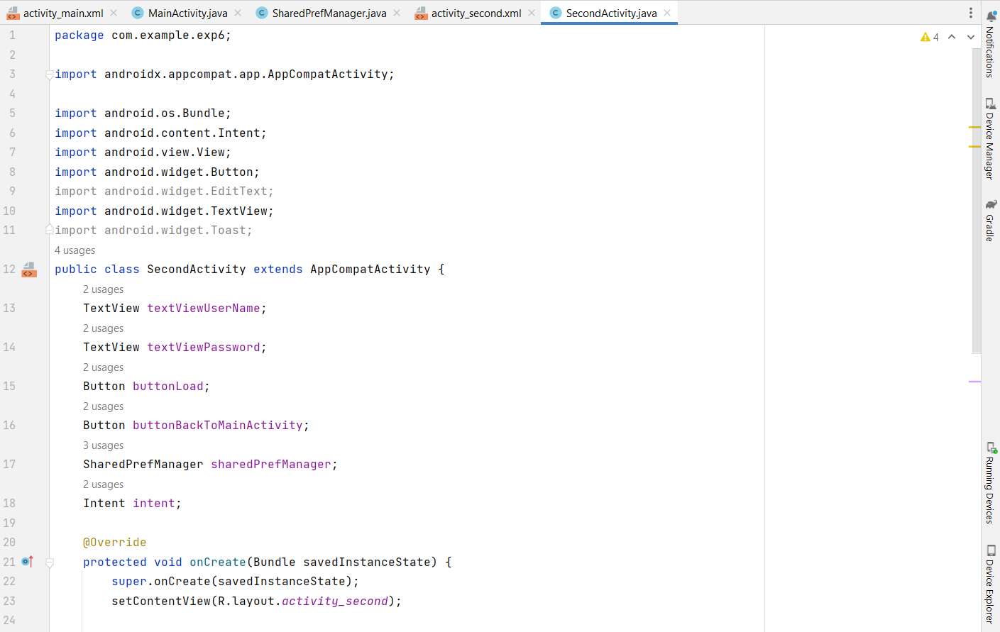 activity_main.xml MainActivity.java SharedPrefManager.java activity_second.xml SecondActivity.java
4
1 package com.example.exp6;
2
3 import androidx.appcompat.app.AppCompatActivity;
4
5 import android.os.Bundle;
6 import android.content.Intent;
7 import android.view.View;
8 import android.widget.Button;
9 import android.widget.EditText;
10 import android.widget.TextView;
11 import android.widget.Toast;
4 usages
12 public class SecondActivity extends AppCompatActivity {
2 usages
13 TextView textViewUserName;
2 usages
14 TextView textViewPassword;
2 usages
15 Button buttonLoad;
2 usages
16 Button buttonBackToMainActivity;
3 usages
17 SharedPrefManager sharedPrefManager;
2 usages
18 Intent intent;
19
20 @Override
21 protected void onCreate(Bundle savedInstanceState) {
22 super.onCreate(savedInstanceState);
23 setContentView(R.layout.activity_second);
24
Notifications
Device Manager
Gradle
Running Devices
Device Explorer